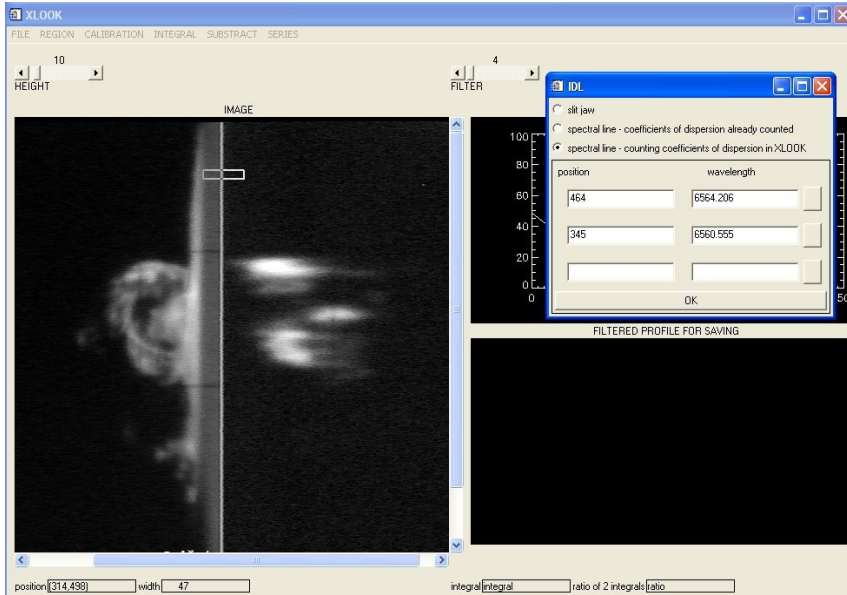 XLOOK
FILE REGION CALIBRATION INTEGRAL SUBSTRACT SERIES
10
HEIGHT
4
FILTER
IMAGE
IDL
slit jaw
spectral line - coefficients of dispersion already counted
spectral line - counting coefficients of dispersion in XLOOK
position wavelength
464 6564.206
345 6560.555
OK
100
80
60
40
20
0
0 50
FILTERED PROFILE FOR SAVING
position (314,498) width 47
integral integral ratio of 2 integrals ratio